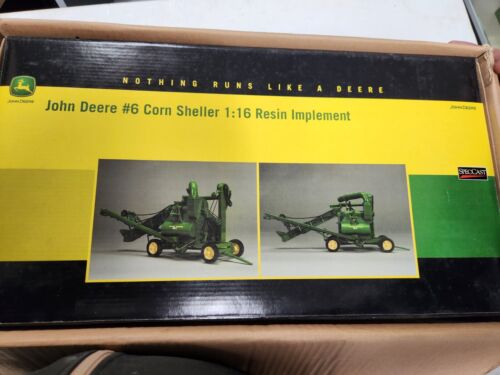 NOTHING RUNS LIKE A DEERE
JOHN DEERE
JOHN DEERE
John Deere #6 Corn Sheller 1:16 Resin Implement
SPECCAST